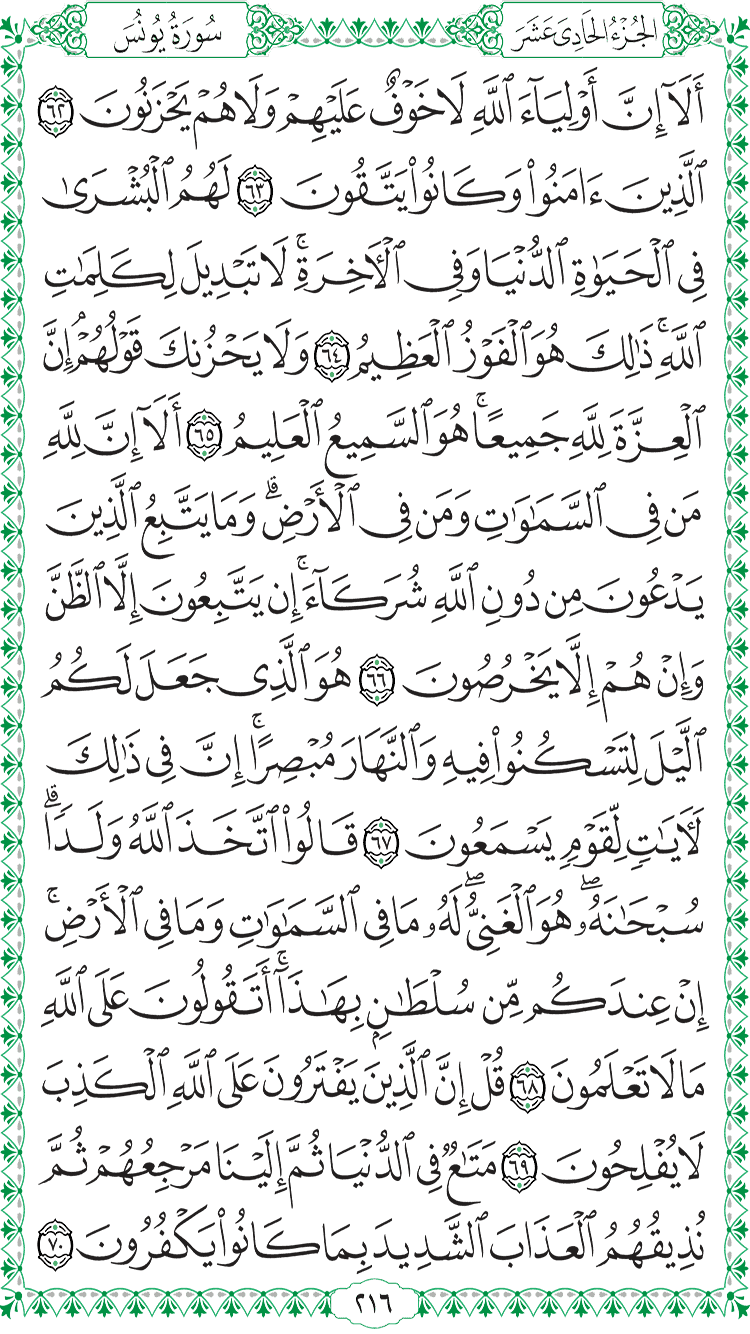 الجُزْءُ الحَادِىَ عَشَرَ
سُورَةُ يُونُسَ
أَلَآ إِنَّ أَوْلِيَآءَ ٱللَّهِ لَا خَوْفٌ عَلَيْهِمْ وَلَا هُمْ يَحْزَنُونَ ٦٢
ٱلَّذِينَ ءَامَنُوا۟ وَكَانُوا۟ يَتَّقُونَ ٦٣ لَهُمُ ٱلْبُشْرَىٰ
فِى ٱلْحَيَوٰةِ ٱلدُّنْيَا وَفِى ٱلْـَٔاخِرَةِ ۚ لَا تَبْدِيلَ لِكَلِمَـٰتِ
ٱللَّهِ ۚ ذَٰلِكَ هُوَ ٱلْفَوْزُ ٱلْعَظِيمُ ٦٤ وَلَا يَحْزُنكَ قَوْلُهُمْ ۘ إِنَّ
ٱلْعِزَّةَ لِلَّهِ جَمِيعًا ۚ هُوَ ٱلسَّمِيعُ ٱلْعَلِيمُ ٦٥ أَلَآ إِنَّ لِلَّهِ
مَن فِى ٱلسَّمَـٰوَٰتِ وَمَن فِى ٱلْأَرْضِ ۗ وَمَا يَتَّبِعُ ٱلَّذِينَ
يَدْعُونَ مِن دُونِ ٱللَّهِ شُرَكَآءَ ۚ إِن يَتَّبِعُونَ إِلَّا ٱلظَّنَّ
وَإِنْ هُمْ إِلَّا يَخْرُصُونَ ٦٦ هُوَ ٱلَّذِى جَعَلَ لَكُمُ
ٱلَّيْلَ لِتَسْكُنُوا۟ فِيهِ وَٱلنَّهَارَ مُبْصِرًا ۚ إِنَّ فِى ذَٰلِكَ
لَـَٔايَـٰتٍ لِّقَوْمٍ يَسْمَعُونَ ٦٧ قَالُوا۟ ٱتَّخَذَ ٱللَّهُ وَلَدًا ۗ
سُبْحَـٰنَهُۥ ۖ هُوَ ٱلْغَنِىُّ ۖ لَهُۥ مَا فِى ٱلسَّمَـٰوَٰتِ وَمَا فِى ٱلْأَرْضِ ۚ
إِنْ عِندَكُم مِّن سُلْطَـٰنٍۭ بِهَـٰذَآ ۚ أَتَقُولُونَ عَلَى ٱللَّهِ
مَا لَا تَعْلَمُونَ ٦٨ قُلْ إِنَّ ٱلَّذِينَ يَفْتَرُونَ عَلَى ٱللَّهِ ٱلْكَذِبَ
لَا يُفْلِحُونَ ٦٩ مَتَـٰعٌ فِى ٱلدُّنْيَا ثُمَّ إِلَيْنَا مَرْجِعُهُمْ ثُمَّ
نُذِيقُهُمُ ٱلْعَذَابَ ٱلشَّدِيدَ بِمَا كَانُوا۟ يَكْفُرُونَ ٧٠
٢١٦